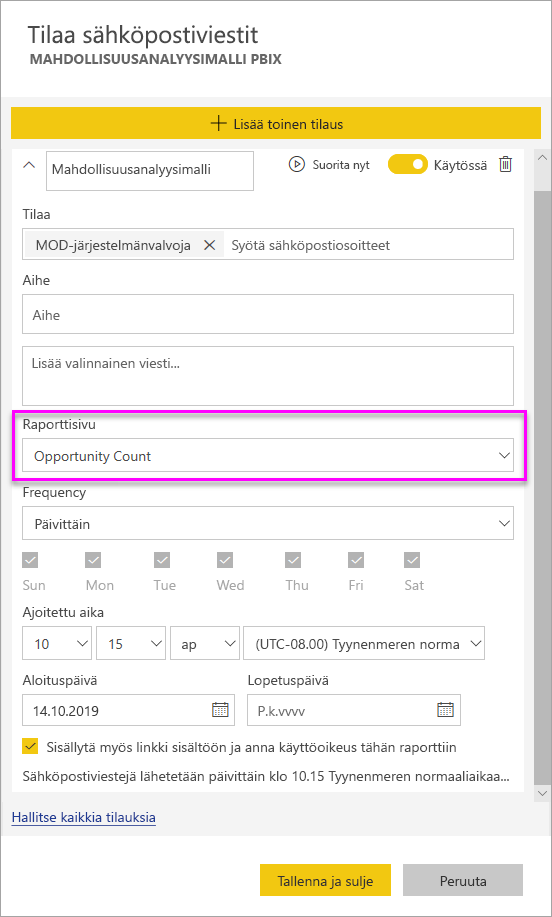 Tilaa sähköpostiviestit
MAHDOLLISUUSANALYYSIMALLI PBIX
Lisää toinen tilaus
Mahdollisuusanalyysimalli
Suorita nyt
Käytössä
Tilaa
MOD-järjestelmänvalvoja
Syötä sähköpostiosoitteet
Aihe
Aihe
Lisää valinnainen viesti...
Raporttisivu
Opportunity Count
Frequency
Päivittäin
Sun Mon Tue Wed Thu Fri Sat
Ajoitettu aika
10 15 ap (UTC-08.00) Tyynenmeren norma
Aloituspäivä Lopetuspäivä
14.10.2019 P.k.vvvv
Sisällytä myös linkki sisältöön ja anna käyttöoikeus tähän raporttiin
Sähköpostiviestejä lähetetään päivittäin klo 10.15 Tyynenmeren normaaliaikaa...
Hallitse kaikkia tilauksia
Tallenna ja sulje Peruuta